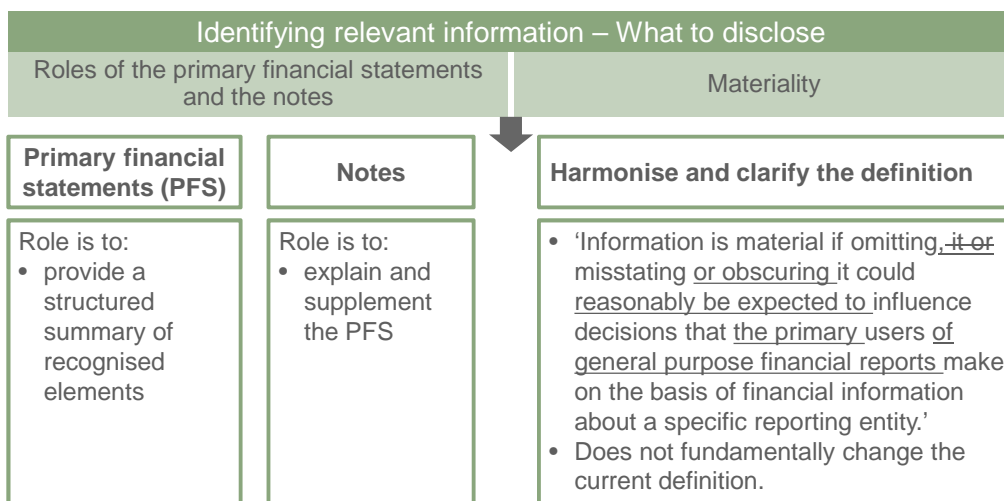 Identifying relevant information – What to disclose
Roles of the primary financial statements
and the notes
Materiality
Primary financial
statements (PFS)
Notes
Harmonise and clarify the definition
Role is to:
• provide a
structured
summary of
recognised
elements
Role is to:
• explain and
supplement
the PFS
• ‘Information is material if omitting, it or
misstating or obscuring it could
reasonably be expected to influence
decisions that the primary users of
general purpose financial reports make
on the basis of financial information
about a specific reporting entity.’
• Does not fundamentally change the
current definition.